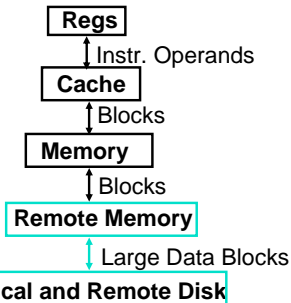 Regs
Instr. Operands
Cache
Blocks
Memory
Blocks
Remote Memory
Large Data Blocks
cal and Remote Disk